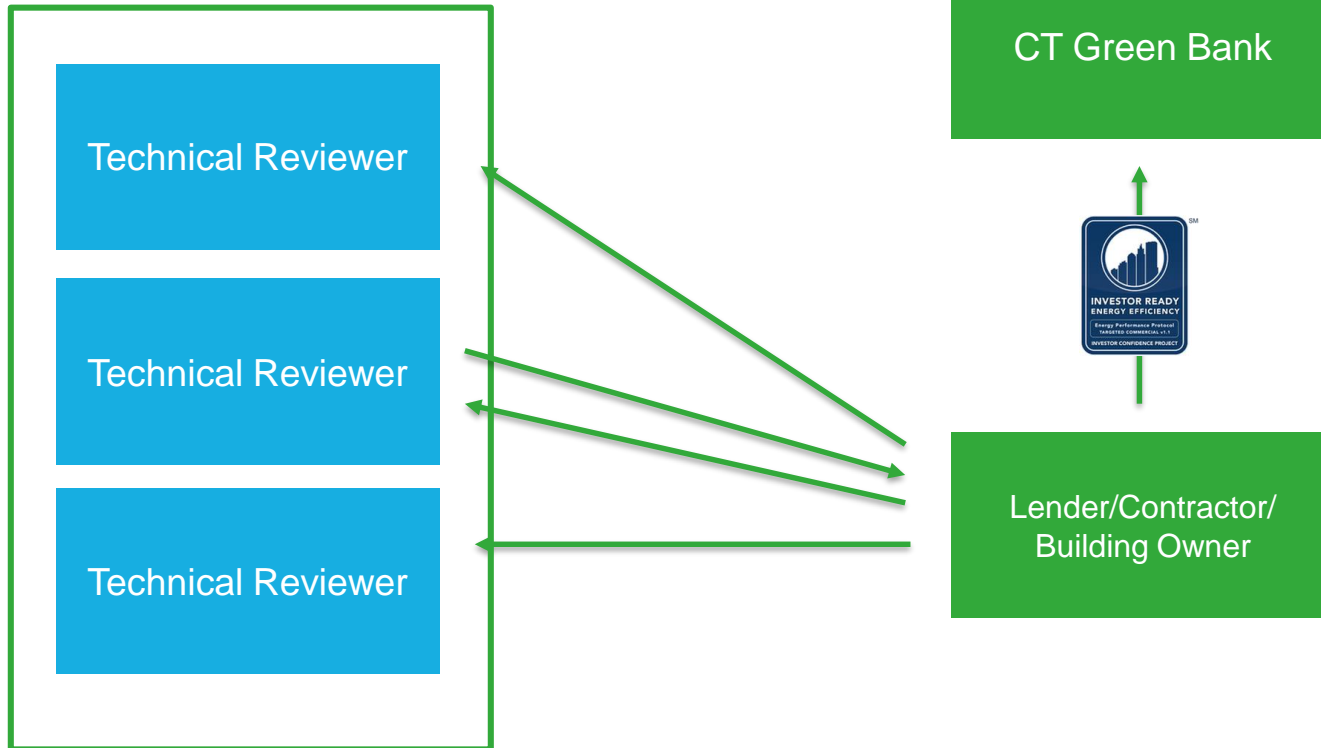 Technical Reviewer
Technical Reviewer
Technical Reviewer
CT Green Bank
SM
INVESTOR READY
ENERGY EFFICIENCY
Energy Performance Protocol
TARGETED COMMERCIAL v1.1
INVESTOR CONFIDENCE PROJECT
Lender/Contractor/
Building Owner